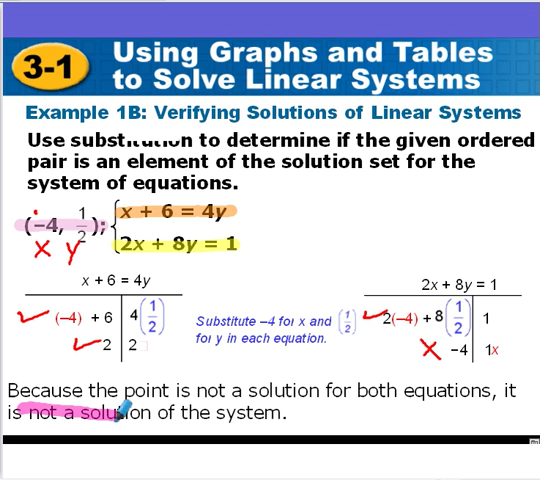 3-1
Using Graphs and Tables
to Solve Linear Systems
Example 1B: Verifying Solutions of Linear Systems
Use substitution to determine if the given ordered
pair is an element of the solution set for the
system of equations.
(−4, 1/2); { x + 6 = 4y
2x + 8y = 1
x y
x + 6 = 4y
(−4) + 6 | 4(1/2)
2 | 2
Substitute −4 for x and (1/2)
for y in each equation.
2x + 8y = 1
2(−4) + 8(1/2) | 1
−4 | 1x
Because the point is not a solution for both equations, it
is not a solution of the system.